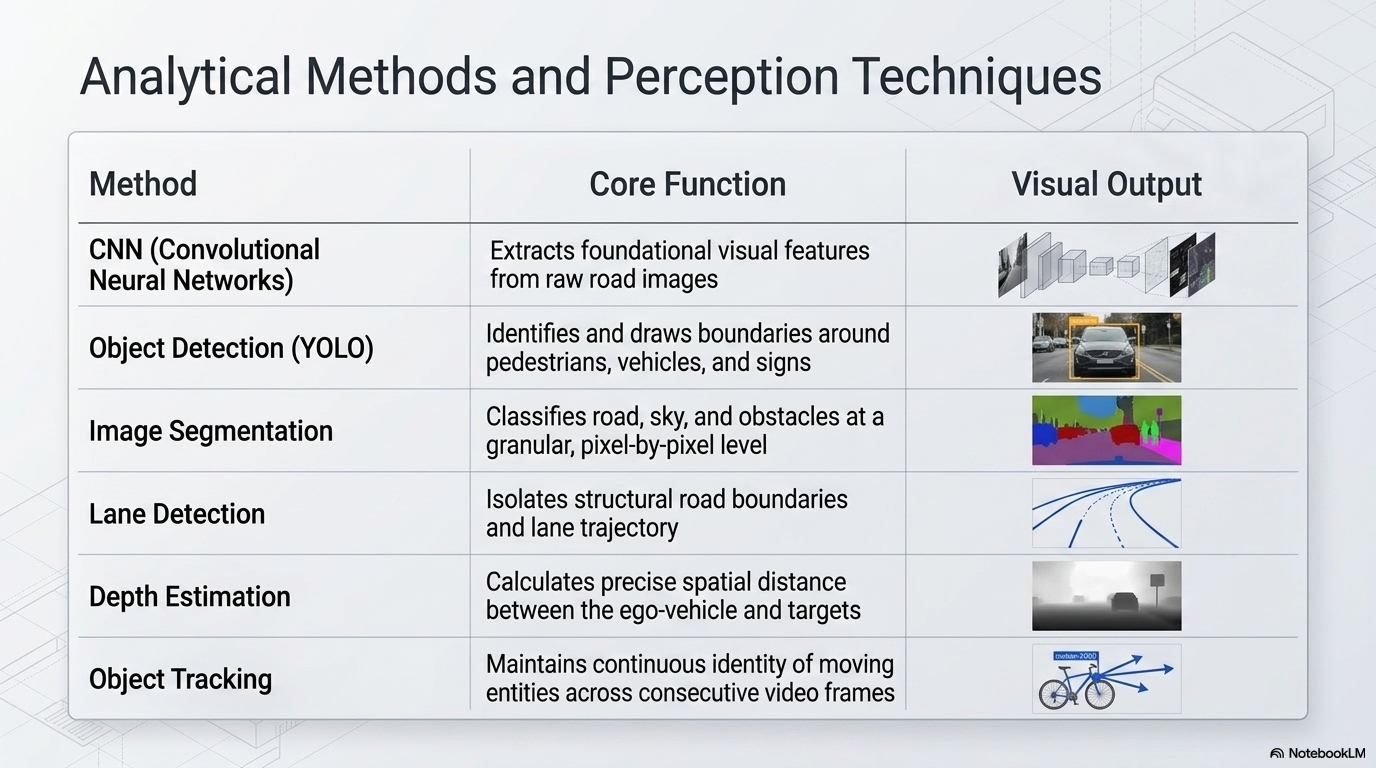 Analytical Methods and Perception Techniques
Method
Core Function
Visual Output
CNN (Convolutional
Neural Networks)
Extracts foundational visual features
from raw road images
Object Detection (YOLO)
Identifies and draws boundaries around
pedestrians, vehicles, and signs
Image Segmentation
Classifies road, sky, and obstacles at a
granular, pixel-by-pixel level
Lane Detection
Isolates structural road boundaries
and lane trajectory
Depth Estimation
Calculates precise spatial distance
between the ego-vehicle and targets
Object Tracking
Maintains continuous identity of moving
entities across consecutive video frames
NotebookLM